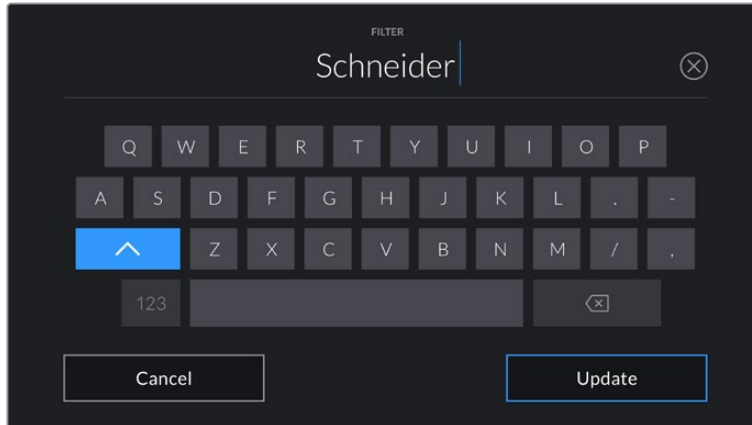 FILTER
Schneider
Q W E R T Y U I O P
A S D F G H J K L . -
Z X C V B N M / ,
123
Cancel Update